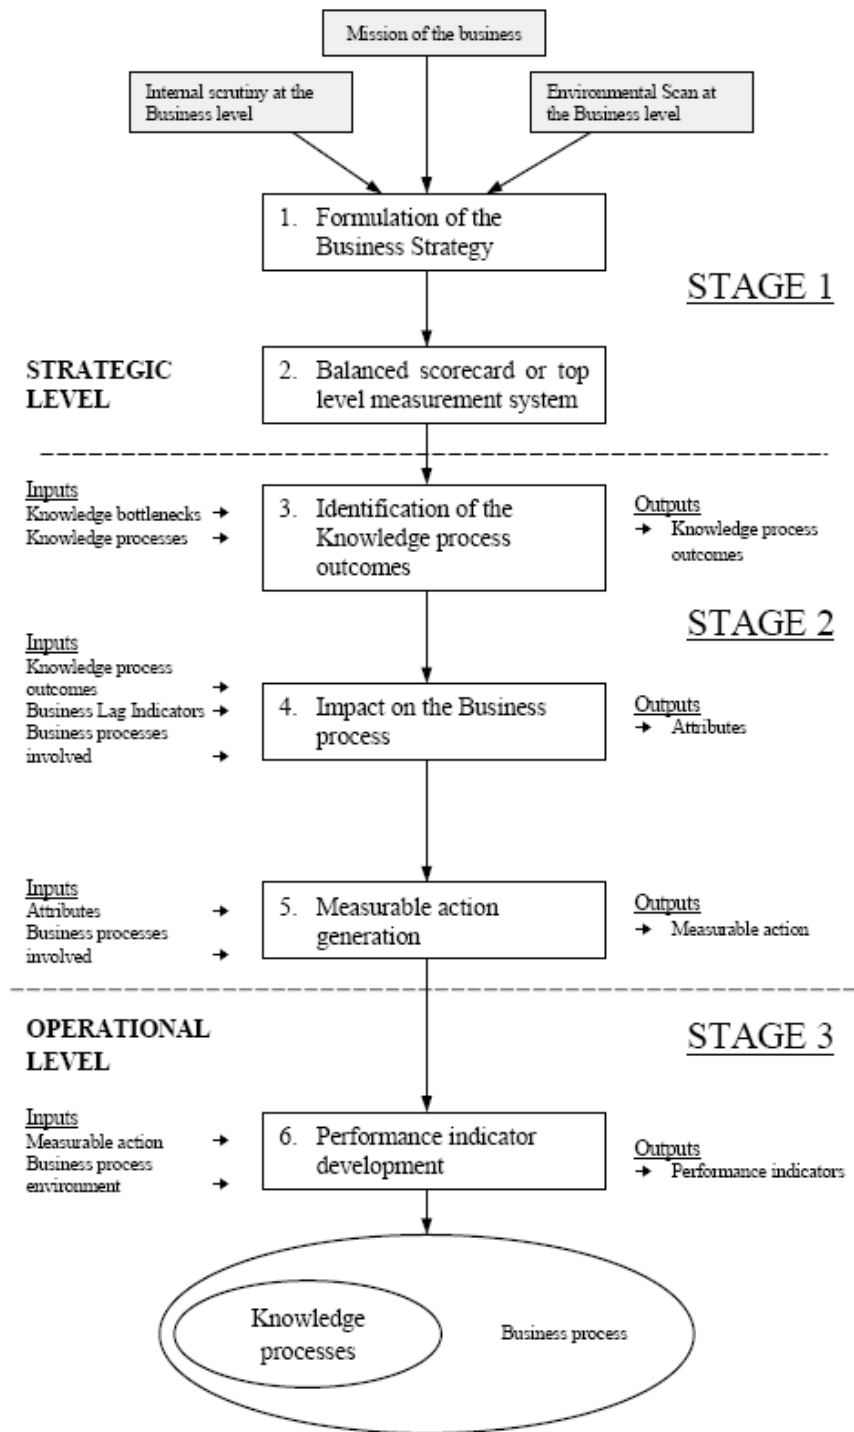 Mission of the business
Internal scrutiny at the
Business level
Environmental Scan at
the Business level
1. Formulation of the
Business Strategy
STAGE 1
STRATEGIC
LEVEL
2. Balanced scorecard or top
level measurement system
Inputs
Knowledge bottlenecks
Knowledge processes
3. Identification of the
Knowledge process
outcomes
Outputs
Knowledge process
outcomes
STAGE 2
Inputs
Knowledge process
outcomes
Business Lag Indicators
Business processes
involved
4. Impact on the Business
process
Outputs
Attributes
Inputs
Attributes
Business processes
involved
5. Measurable action
generation
Outputs
Measurable action
OPERATIONAL
LEVEL
STAGE 3
Inputs
Measurable action
Business process
environment
6. Performance indicator
development
Outputs
Performance indicators
Knowledge
processes
Business process